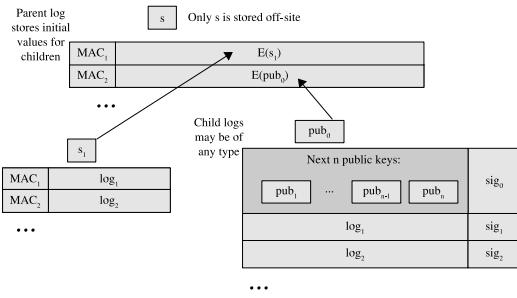 Parent log
stores initial
values for
children
s
Only s is stored off-site
MAC₁ E(s₁)
MAC₂ E(pub₀)
...
s₁
MAC₁ log₁
MAC₂ log₂
...
Child logs
may be of
any type
pub₀
Next n public keys:
pub₁ ... pubₙ₋₁ pubₙ
sig₀
log₁ sig₁
log₂ sig₂
...